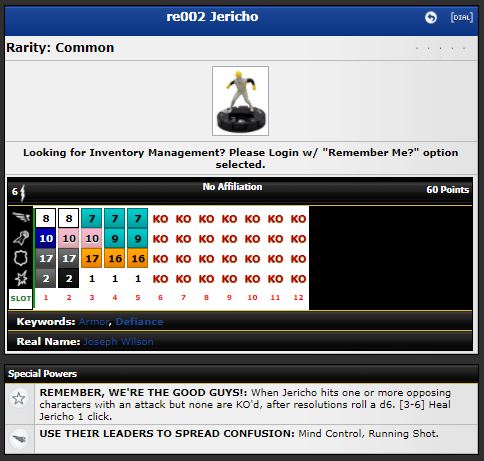 re002 Jericho
[DIAL]
Rarity: Common
Looking for Inventory Management? Please Login w/ "Remember Me?" option
selected.
6 No Affiliation 60 Points
8 8 7 7 7 KO KO KO KO KO KO KO
10 10 10 9 9 KO KO KO KO KO KO KO
17 17 17 16 16 KO KO KO KO KO KO KO
2 2 1 1 1 KO KO KO KO KO KO KO
SLOT 1 2 3 4 5 6 7 8 9 10 11 12
Keywords: Armor, Defiance
Real Name: Joseph Wilson
Special Powers
REMEMBER, WE'RE THE GOOD GUYS!: When Jericho hits one or more opposing
characters with an attack but none are KO'd, after resolutions roll a d6. [3-6] Heal
Jericho 1 click.
USE THEIR LEADERS TO SPREAD CONFUSION: Mind Control, Running Shot.